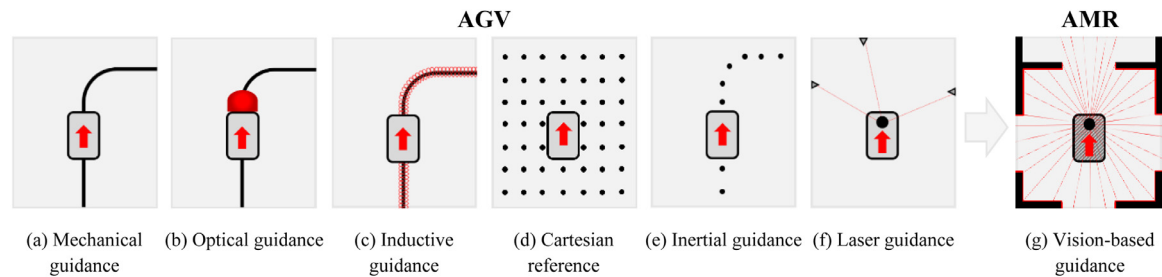 AGV
AMR
(a) Mechanical
guidance
(b) Optical guidance
(c) Inductive
guidance
(d) Cartesian
reference
(e) Inertial guidance
(f) Laser guidance
(g) Vision-based
guidance